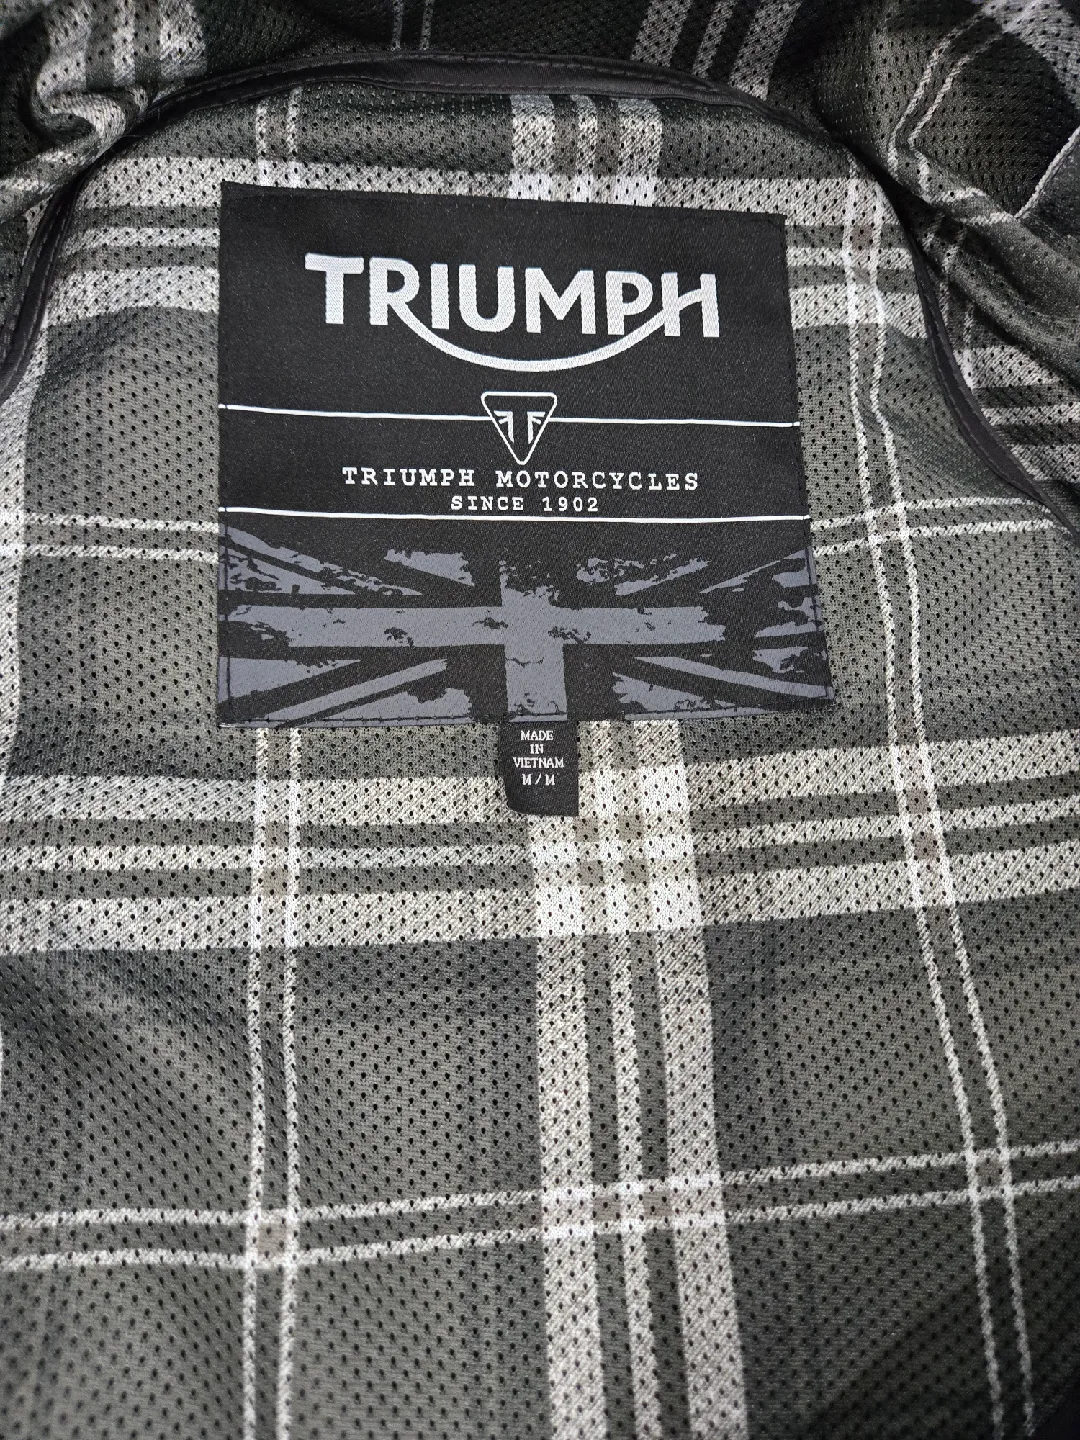 TRIUMPH
TRIUMPH MOTORCYCLES
SINCE 1902
MADE
IN
VIETNAM
M / M